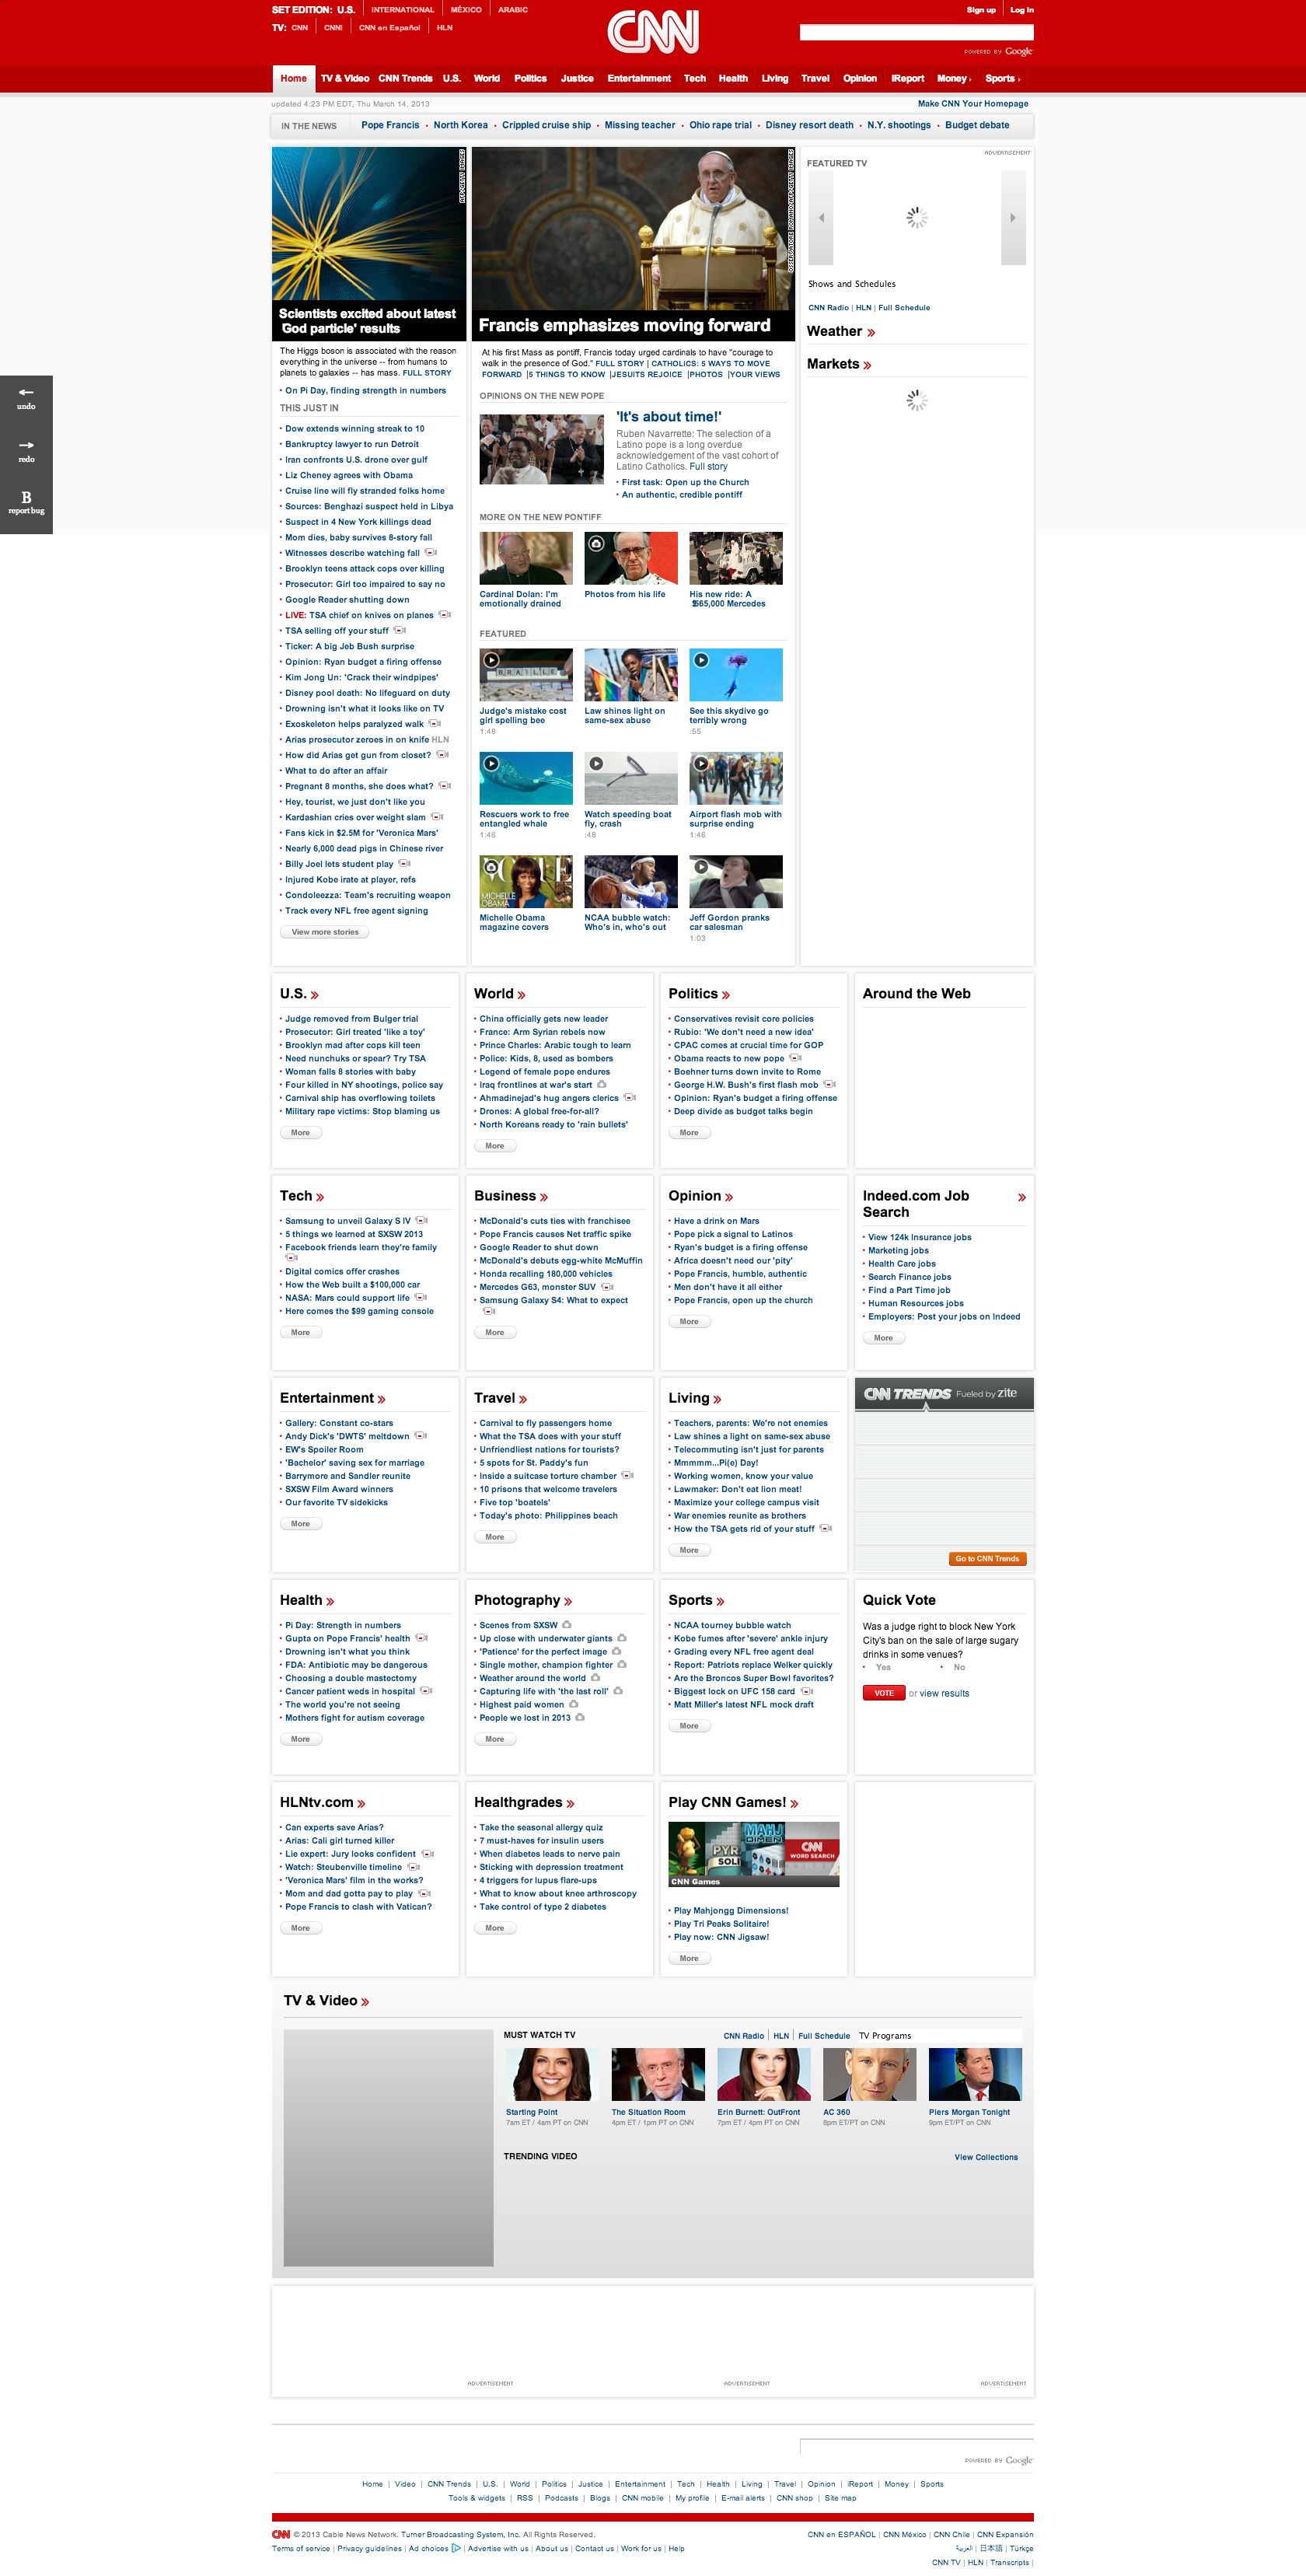 SET EDITION: U.S. INTERNATIONAL MÉXICO ARABIC
TV: CNN CNNi CNN en Español HLN
CNN
Sign up Log in
POWERED BY Google
Home TV & Video CNN Trends U.S. World Politics Justice Entertainment Tech Health Living Travel Opinion iReport Money Sports
updated 4:23 PM EDT, Thu March 14, 2013
Make CNN Your Homepage
IN THE NEWS Pope Francis • North Korea • Crippled cruise ship • Missing teacher • Ohio rape trial • Disney resort death • N.Y. shootings • Budget debate
undo
redo
B
report bug
AFP/GETTY IMAGES
Scientists excited about latest
'God particle' results
The Higgs boson is associated with the reason
everything in the universe -- from humans to
planets to galaxies -- has mass. FULL STORY
On Pi Day, finding strength in numbers
THIS JUST IN
Dow extends winning streak to 10
Bankruptcy lawyer to run Detroit
Iran confronts U.S. drone over gulf
Liz Cheney agrees with Obama
Cruise line will fly stranded folks home
Sources: Benghazi suspect held in Libya
Suspect in 4 New York killings dead
Mom dies, baby survives 8-story fall
Witnesses describe watching fall
Brooklyn teens attack cops over killing
Prosecutor: Girl too impaired to say no
Google Reader shutting down
LIVE: TSA chief on knives on planes
TSA selling off your stuff
Ticker: A big Jeb Bush surprise
Opinion: Ryan budget a firing offense
Kim Jong Un: 'Crack their windpipes'
Disney pool death: No lifeguard on duty
Drowning isn't what it looks like on TV
Exoskeleton helps paralyzed walk
Arias prosecutor zeroes in on knife HLN
How did Arias get gun from closet?
What to do after an affair
Pregnant 8 months, she does what?
Hey, tourist, we just don't like you
Kardashian cries over weight slam
Fans kick in $2.5M for 'Veronica Mars'
Nearly 6,000 dead pigs in Chinese river
Billy Joel lets student play
Injured Kobe irate at player, refs
Condoleezza: Team's recruiting weapon
Track every NFL free agent signing
View more stories
OSSERVATORE ROMANO/AFP/GETTY IMAGES
Francis emphasizes moving forward
At his first Mass as pontiff, Francis today urged cardinals to have "courage to
walk in the presence of God." FULL STORY | CATHOLICS: 5 WAYS TO MOVE
FORWARD |5 THINGS TO KNOW |JESUITS REJOICE |PHOTOS |YOUR VIEWS
OPINIONS ON THE NEW POPE
'It's about time!'
Ruben Navarrette: The selection of a
Latino pope is a long overdue
acknowledgement of the vast cohort of
Latino Catholics. Full story
First task: Open up the Church
An authentic, credible pontiff
MORE ON THE NEW PONTIFF
Cardinal Dolan: I'm
emotionally drained
Photos from his life
His new ride: A
$565,000 Mercedes
FEATURED
BRAILLE
Judge's mistake cost
girl spelling bee
1:48
Law shines light on
same-sex abuse
See this skydive go
terribly wrong
:55
Rescuers work to free
entangled whale
1:46
Watch speeding boat
fly, crash
:48
Airport flash mob with
surprise ending
1:46
VOGUE
MICHELLE
OBAMA
Michelle Obama
magazine covers
NCAA bubble watch:
Who's in, who's out
Jeff Gordon pranks
car salesman
1:03
ADVERTISEMENT
FEATURED TV
Shows and Schedules
CNN Radio | HLN | Full Schedule
Weather
Markets
U.S.
Judge removed from Bulger trial
Prosecutor: Girl treated 'like a toy'
Brooklyn mad after cops kill teen
Need nunchuks or spear? Try TSA
Woman falls 8 stories with baby
Four killed in NY shootings, police say
Carnival ship has overflowing toilets
Military rape victims: Stop blaming us
More
World
China officially gets new leader
France: Arm Syrian rebels now
Prince Charles: Arabic tough to learn
Police: Kids, 8, used as bombers
Legend of female pope endures
Iraq frontlines at war's start
Ahmadinejad's hug angers clerics
Drones: A global free-for-all?
North Koreans ready to 'rain bullets'
More
Politics
Conservatives revisit core policies
Rubio: 'We don't need a new idea'
CPAC comes at crucial time for GOP
Obama reacts to new pope
Boehner turns down invite to Rome
George H.W. Bush's first flash mob
Opinion: Ryan's budget a firing offense
Deep divide as budget talks begin
More
Around the Web
Tech
Samsung to unveil Galaxy S IV
5 things we learned at SXSW 2013
Facebook friends learn they're family
Digital comics offer crashes
How the Web built a $100,000 car
NASA: Mars could support life
Here comes the $99 gaming console
More
Business
McDonald's cuts ties with franchisee
Pope Francis causes Net traffic spike
Google Reader to shut down
McDonald's debuts egg-white McMuffin
Honda recalling 180,000 vehicles
Mercedes G63, monster SUV
Samsung Galaxy S4: What to expect
More
Opinion
Have a drink on Mars
Pope pick a signal to Latinos
Ryan's budget is a firing offense
Africa doesn't need our 'pity'
Pope Francis, humble, authentic
Men don't have it all either
Pope Francis, open up the church
More
Indeed.com Job
Search
View 124k Insurance jobs
Marketing jobs
Health Care jobs
Search Finance jobs
Find a Part Time job
Human Resources jobs
Employers: Post your jobs on Indeed
More
Entertainment
Gallery: Constant co-stars
Andy Dick's 'DWTS' meltdown
EW's Spoiler Room
'Bachelor' saving sex for marriage
Barrymore and Sandler reunite
SXSW Film Award winners
Our favorite TV sidekicks
More
Travel
Carnival to fly passengers home
What the TSA does with your stuff
Unfriendliest nations for tourists?
5 spots for St. Paddy's fun
Inside a suitcase torture chamber
10 prisons that welcome travelers
Five top 'boatels'
Today's photo: Philippines beach
More
Living
Teachers, parents: We're not enemies
Law shines a light on same-sex abuse
Telecommuting isn't just for parents
Mmmmm...Pi(e) Day!
Working women, know your value
Lawmaker: Don't eat lion meat!
Maximize your college campus visit
War enemies reunite as brothers
How the TSA gets rid of your stuff
More
CNN TRENDS Fueled by zite
Go to CNN Trends
Health
Pi Day: Strength in numbers
Gupta on Pope Francis' health
Drowning isn't what you think
FDA: Antibiotic may be dangerous
Choosing a double mastectomy
Cancer patient weds in hospital
The world you're not seeing
Mothers fight for autism coverage
More
Photography
Scenes from SXSW
Up close with underwater giants
'Patience' for the perfect image
Single mother, champion fighter
Weather around the world
Capturing life with 'the last roll'
Highest paid women
People we lost in 2013
More
Sports
NCAA tourney bubble watch
Kobe fumes after 'severe' ankle injury
Grading every NFL free agent deal
Report: Patriots replace Welker quickly
Are the Broncos Super Bowl favorites?
Biggest lock on UFC 158 card
Matt Miller's latest NFL mock draft
More
Quick Vote
Was a judge right to block New York
City's ban on the sale of large sugary
drinks in some venues?
Yes No
VOTE or view results
HLNtv.com
Can experts save Arias?
Arias: Cali girl turned killer
Lie expert: Jury looks confident
Watch: Steubenville timeline
'Veronica Mars' film in the works?
Mom and dad gotta pay to play
Pope Francis to clash with Vatican?
More
Healthgrades
Take the seasonal allergy quiz
7 must-haves for insulin users
When diabetes leads to nerve pain
Sticking with depression treatment
4 triggers for lupus flare-ups
What to know about knee arthroscopy
Take control of type 2 diabetes
More
Play CNN Games!
PYR
SOLI
MAHJ
DIMEN
CNN
WORD SEARCH
CNN Games
Play Mahjongg Dimensions!
Play Tri Peaks Solitaire!
Play now: CNN Jigsaw!
More
TV & Video
MUST WATCH TV
CNN Radio | HLN | Full Schedule TV Programs
Starting Point
7am ET / 4am PT on CNN
The Situation Room
4pm ET / 1pm PT on CNN
Erin Burnett: OutFront
7pm ET / 4pm PT on CNN
AC 360
8pm ET/PT on CNN
Piers Morgan Tonight
9pm ET/PT on CNN
TRENDING VIDEO
View Collections
ADVERTISEMENT ADVERTISEMENT ADVERTISEMENT
POWERED BY Google
Home | Video | CNN Trends | U.S. | World | Politics | Justice | Entertainment | Tech | Health | Living | Travel | Opinion | iReport | Money | Sports
Tools & widgets | RSS | Podcasts | Blogs | CNN mobile | My profile | E-mail alerts | CNN shop | Site map
CNN © 2013 Cable News Network. Turner Broadcasting System, Inc. All Rights Reserved.
Terms of service | Privacy guidelines | Ad choices | Advertise with us | About us | Contact us | Work for us | Help
CNN en ESPAÑOL | CNN México | CNN Chile | CNN Expansión
العربية | 日本語 | Türkçe
CNN TV | HLN | Transcripts |